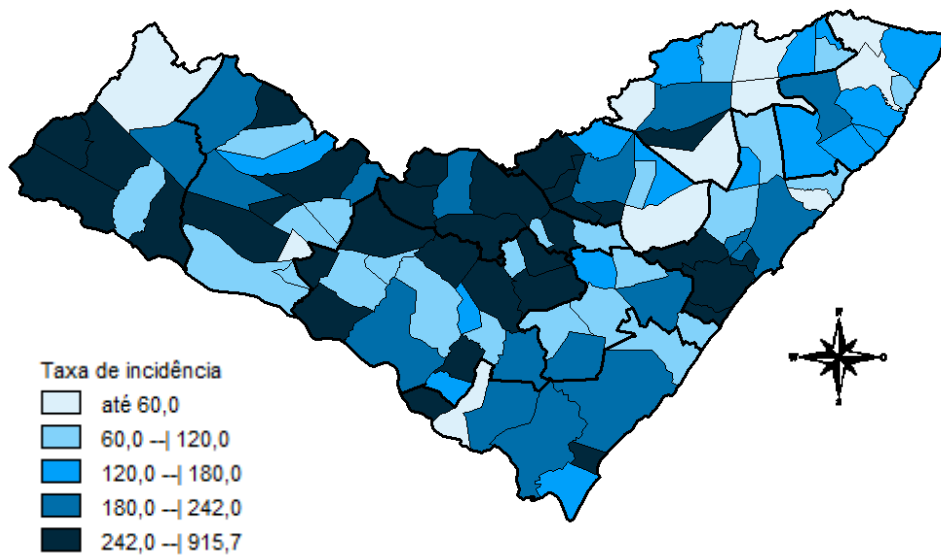 Taxa de incidência
até 60,0
60,0 --| 120,0
120,0 --| 180,0
180,0 --| 242,0
242,0 --| 915,7